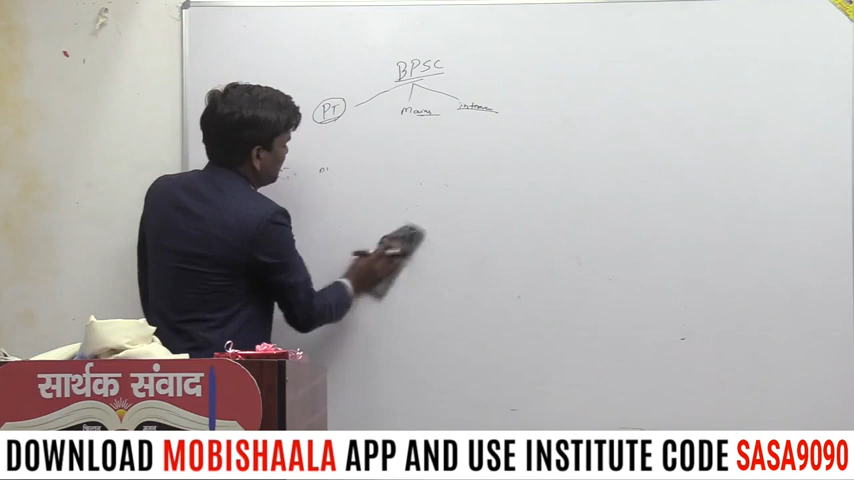 BPSC
PT Mains
सार्थक संवाद
DOWNLOAD MOBISHAALA APP AND USE INSTITUTE CODE SASA9090